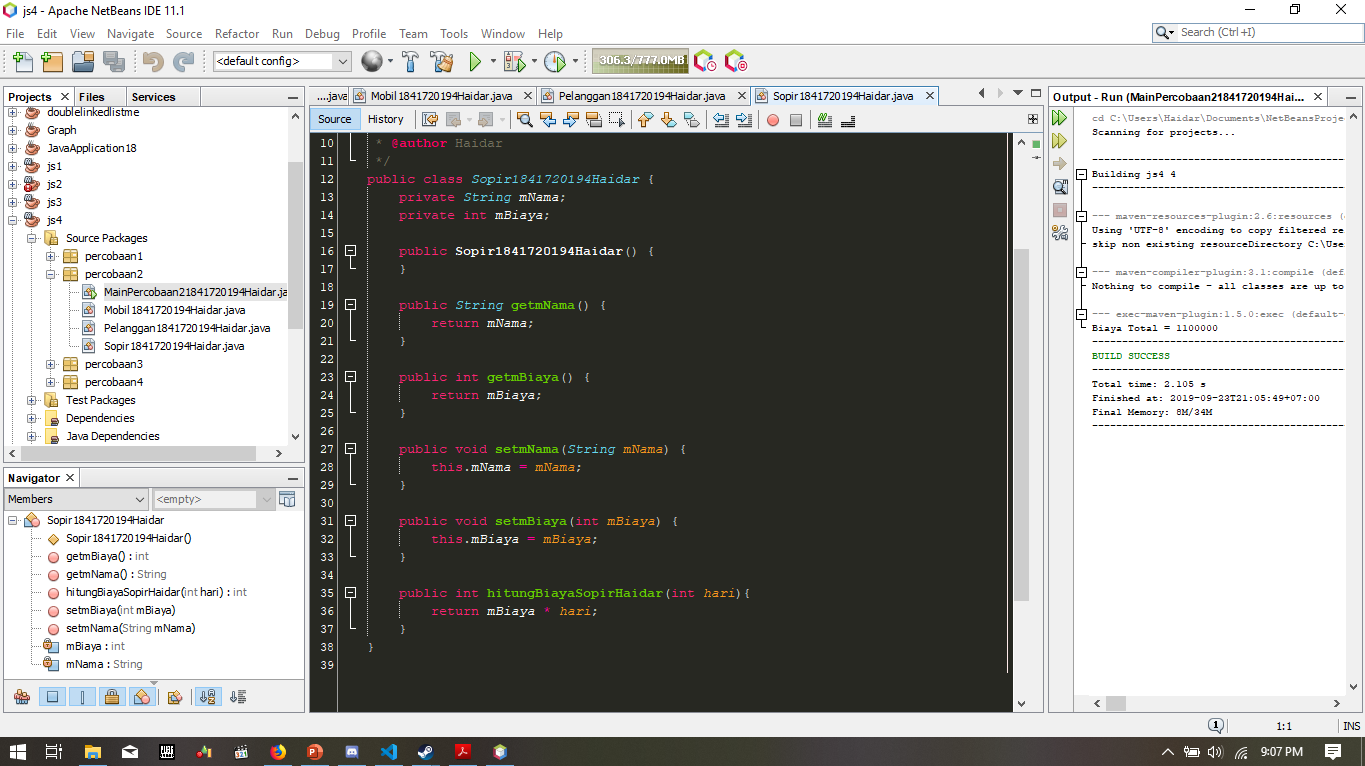 js4 - Apache NetBeans IDE 11.1
File Edit View Navigate Source Refactor Run Debug Profile Team Tools Window Help
Search (Ctrl +I)
<default config>
306.3/777.0MB
Projects
Files
Services
doublelinkedlistme
Graph
JavaApplication18
js1
js2
js3
js4
Source Packages
percobaan1
percobaan2
MainPercobaan21841720194Haidar.ja
Mobil1841720194Haidar.java
Pelanggan1841720194Haidar.java
Sopir1841720194Haidar.java
percobaan3
percobaan4
Test Packages
Dependencies
Java Dependencies
Navigator
Members
<empty>
Sopir1841720194Haidar
Sopir1841720194Haidar()
getmBiaya() : int
getmNama() : String
hitungBiayaSopirHaidar(int hari) : int
setmBiaya(int mBiaya)
setmNama(String mNama)
mBiaya : int
mNama : String
....java
Mobil1841720194Haidar.java
Pelanggan1841720194Haidar.java
Sopir1841720194Haidar.java
Source
History
10 * @author Haidar
11 */
12 public class Sopir1841720194Haidar {
13 private String mNama;
14 private int mBiaya;
15
16 public Sopir1841720194Haidar() {
17 }
18
19 public String getmNama() {
20 return mNama;
21 }
22
23 public int getmBiaya() {
24 return mBiaya;
25 }
26
27 public void setmNama(String mNama) {
28 this.mNama = mNama;
29 }
30
31 public void setmBiaya(int mBiaya) {
32 this.mBiaya = mBiaya;
33 }
34
35 public int hitungBiayaSopirHaidar(int hari){
36 return mBiaya * hari;
37 }
38 }
39
Output - Run (MainPercobaan21841720194Hai...
cd C:\Users\Haidar\Documents\NetBeansProje
Scanning for projects...
------------------------------------
Building js4 4
------------------------------------
--- maven-resources-plugin:2.6:resources (
Using 'UTF-8' encoding to copy filtered re
skip non existing resourceDirectory C:\Use
--- maven-compiler-plugin:3.1:compile (def
Nothing to compile - all classes are up to
--- exec-maven-plugin:1.5.0:exec (default-
Biaya Total = 1100000
------------------------------------
BUILD SUCCESS
------------------------------------
Total time: 2.105 s
Finished at: 2019-09-23T21:05:49+07:00
Final Memory: 8M/34M
------------------------------------
1
1:1
INS
9:07 PM